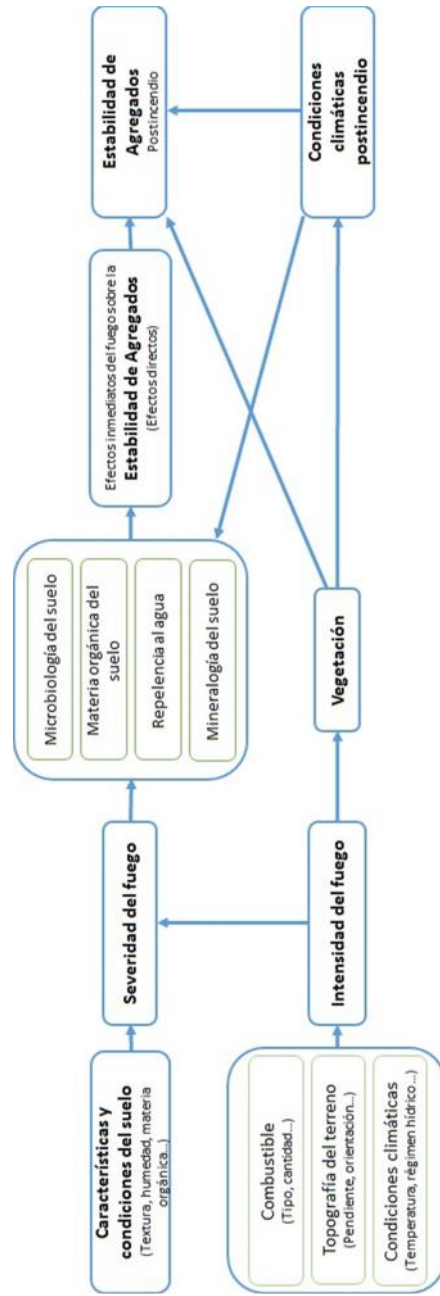 Características y
condiciones del suelo
(Textura, humedad, materia
orgánica...)
Severidad del fuego
Microbiología del suelo
Materia orgánica del
suelo
Repelencia al agua
Mineralogía del suelo
Efectos inmediatos del fuego sobre la
Estabilidad de Agregados
(Efectos directos)
Estabilidad de
Agregados
Postincendio
Combustible
(Tipo, cantidad...)
Topografía del terreno
(Pendiente, orientación...)
Condiciones climáticas
(Temperatura, régimen hídrico...)
Intensidad del fuego
Vegetación
Condiciones
climáticas
postincendio